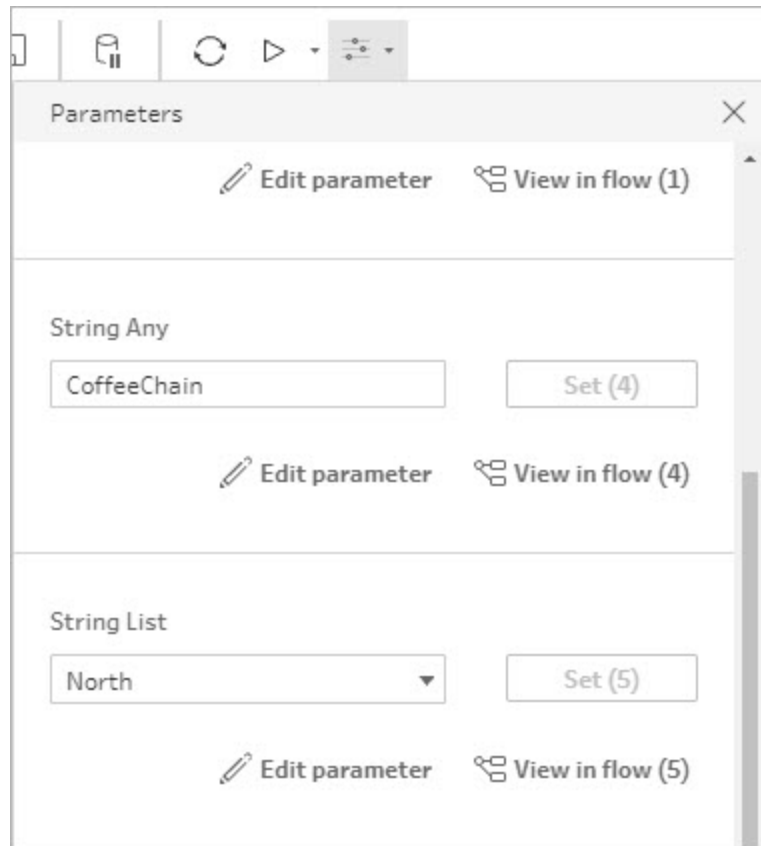 Parameters
Edit parameter View in flow (1)
String Any
CoffeeChain Set (4)
Edit parameter View in flow (4)
String List
North Set (5)
Edit parameter View in flow (5)